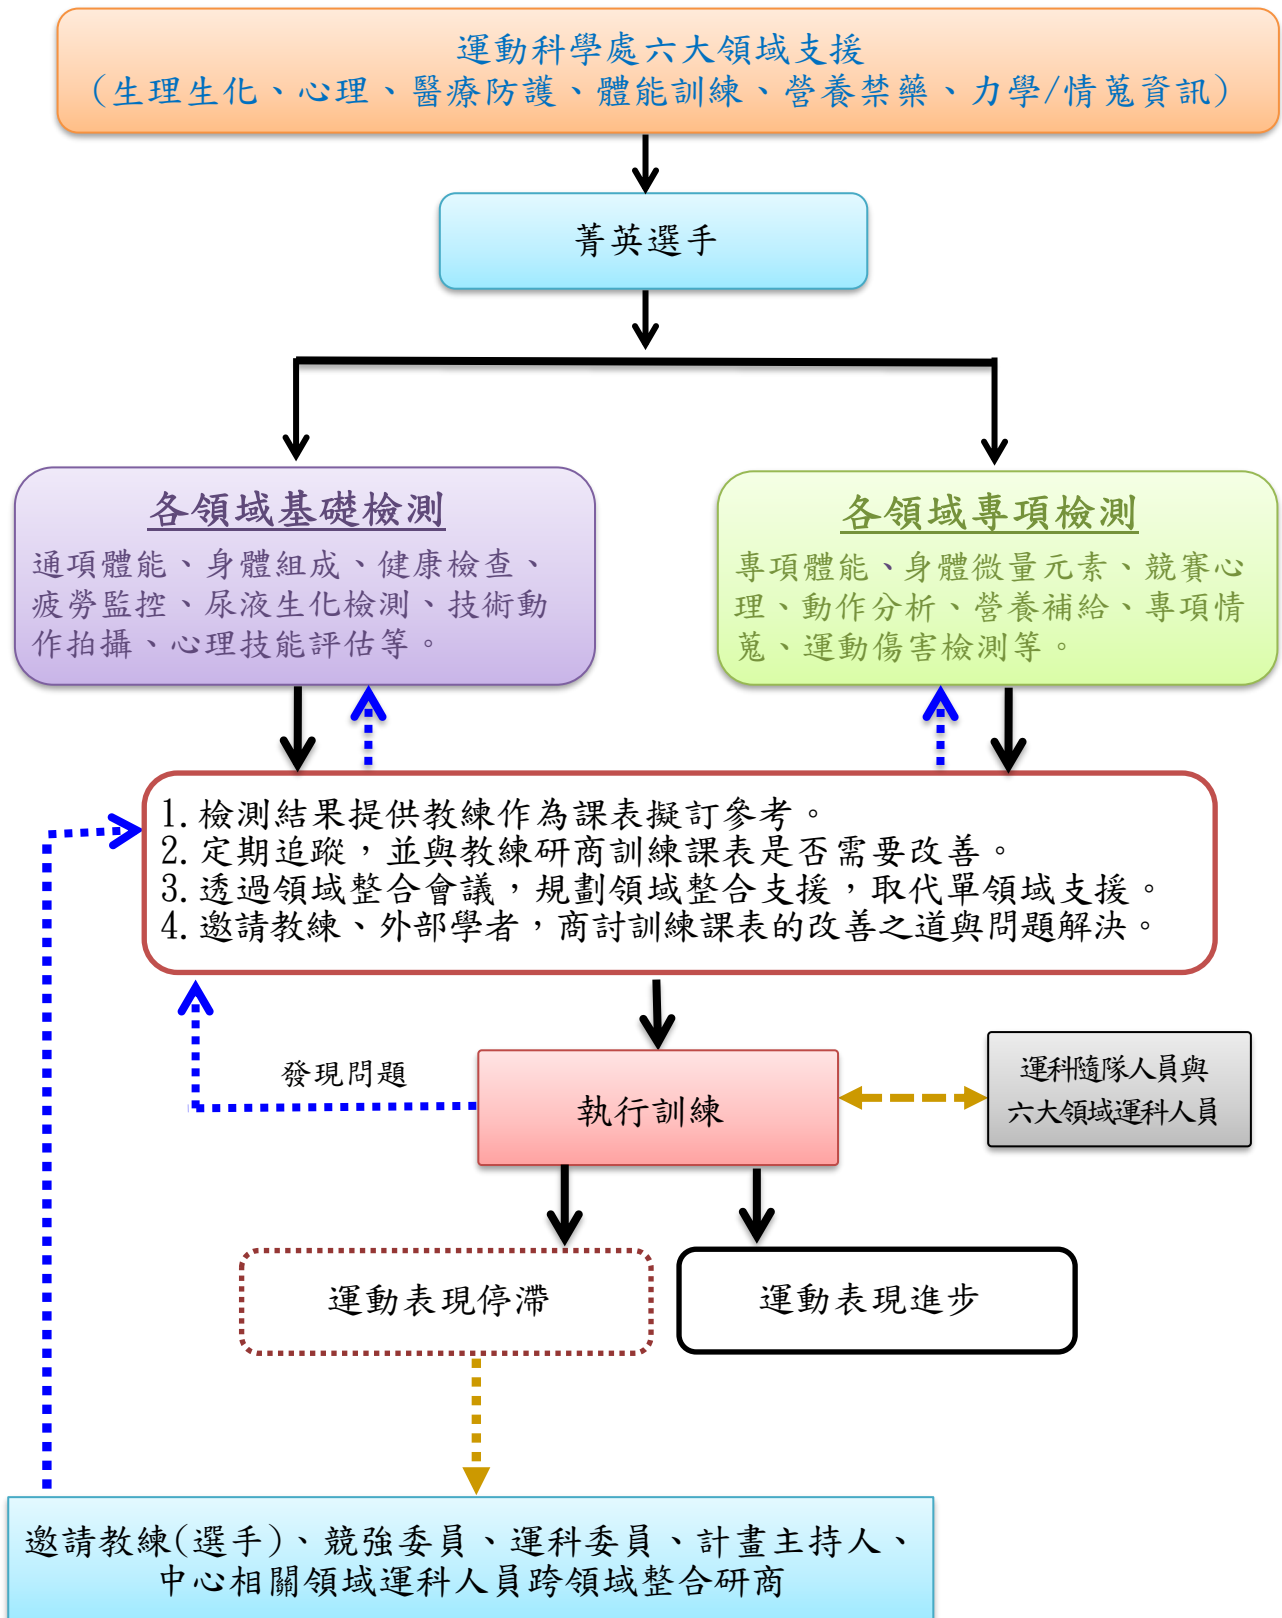 運動科學處六大領域支援
（生理生化、心理、醫療防護、體能訓練、營養禁藥、力學/情蒐資訊）
菁英選手
各領域基礎檢測
通項體能、身體組成、健康檢查、
疲勞監控、尿液生化檢測、技術動
作拍攝、心理技能評估等。
各領域專項檢測
專項體能、身體微量元素、競賽心
理、動作分析、營養補給、專項情
蒐、運動傷害檢測等。
1.檢測結果提供教練作為課表擬訂參考。
2.定期追蹤，並與教練研商訓練課表是否需要改善。
3.透過領域整合會議，規劃領域整合支援，取代單領域支援。
4.邀請教練、外部學者，商討訓練課表的改善之道與問題解決。
發現問題
執行訓練
運科隨隊人員與
六大領域運科人員
運動表現停滯
運動表現進步
邀請教練(選手)、競強委員、運科委員、計畫主持人、
中心相關領域運科人員跨領域整合研商